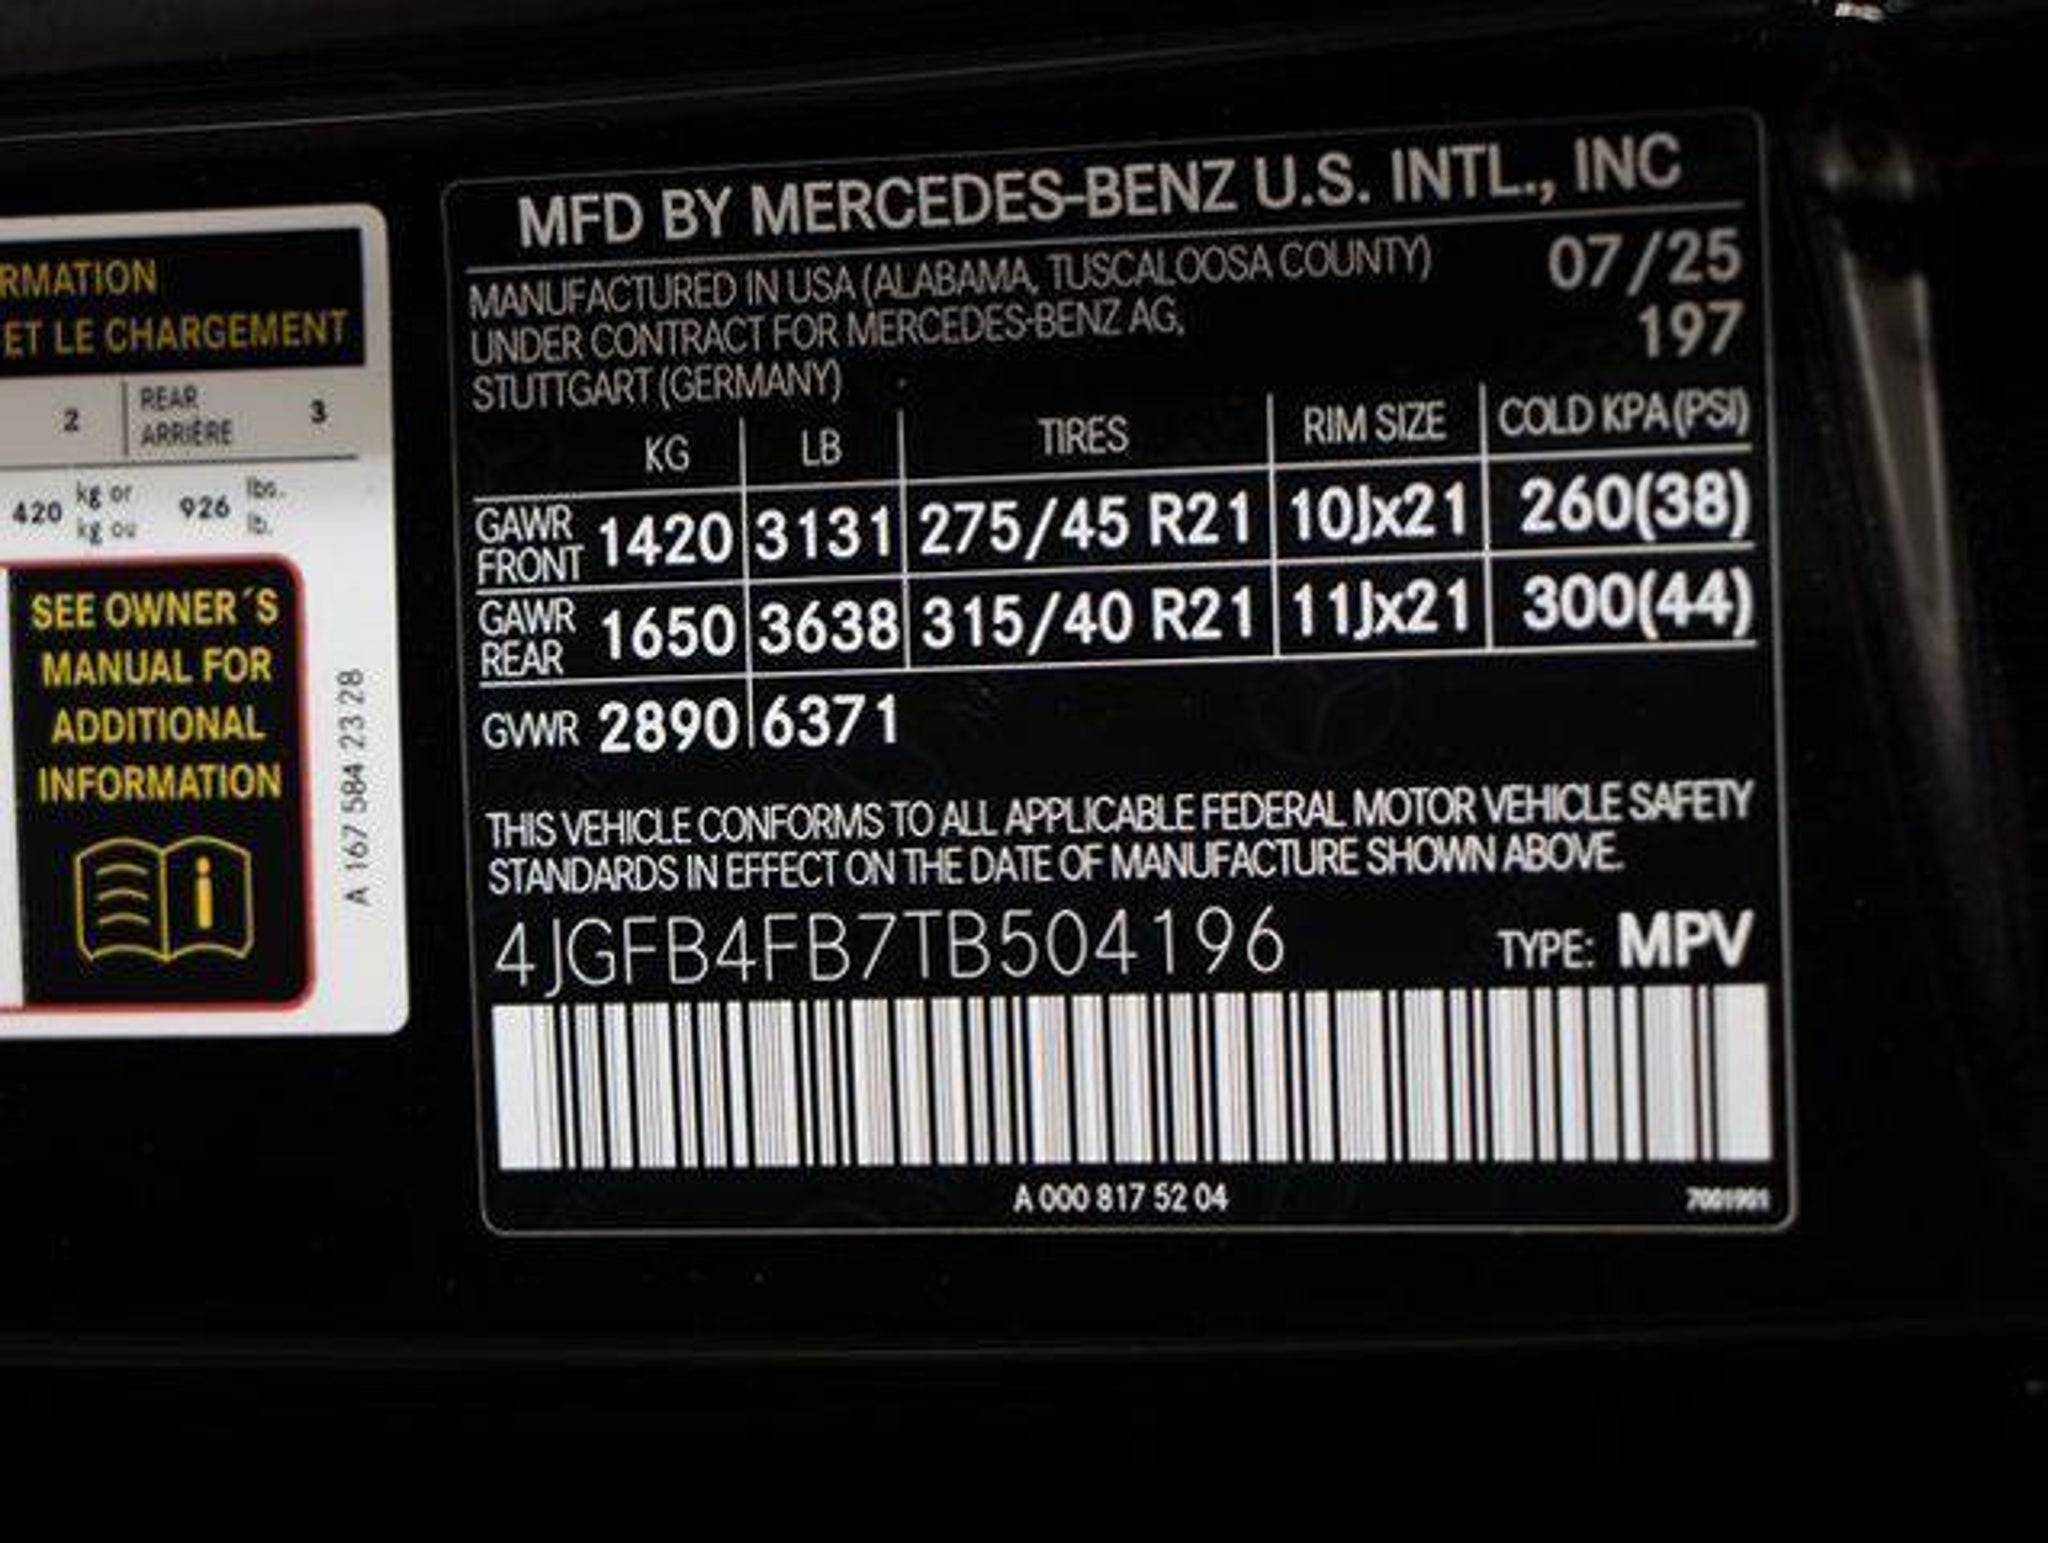 RMATION
ET LE CHARGEMENT
2 REAR ARRIÈRE 3
420 kg or kg ou 926 lbs. lb.
SEE OWNER´S
MANUAL FOR
ADDITIONAL
INFORMATION
i
A 167 584 23 28
MFD BY MERCEDES-BENZ U.S. INTL., INC
MANUFACTURED IN USA (ALABAMA, TUSCALOOSA COUNTY) 07/25
UNDER CONTRACT FOR MERCEDES-BENZ AG, 197
STUTTGART (GERMANY)
KG LB TIRES RIM SIZE COLD KPA (PSI)
GAWR FRONT 1420 3131 275/45 R21 10Jx21 260(38)
GAWR REAR 1650 3638 315/40 R21 11Jx21 300(44)
GVWR 2890 6371
THIS VEHICLE CONFORMS TO ALL APPLICABLE FEDERAL MOTOR VEHICLE SAFETY
STANDARDS IN EFFECT ON THE DATE OF MANUFACTURE SHOWN ABOVE.
4JGFB4FB7TB504196 TYPE: MPV
A 000 817 52 04 7001901